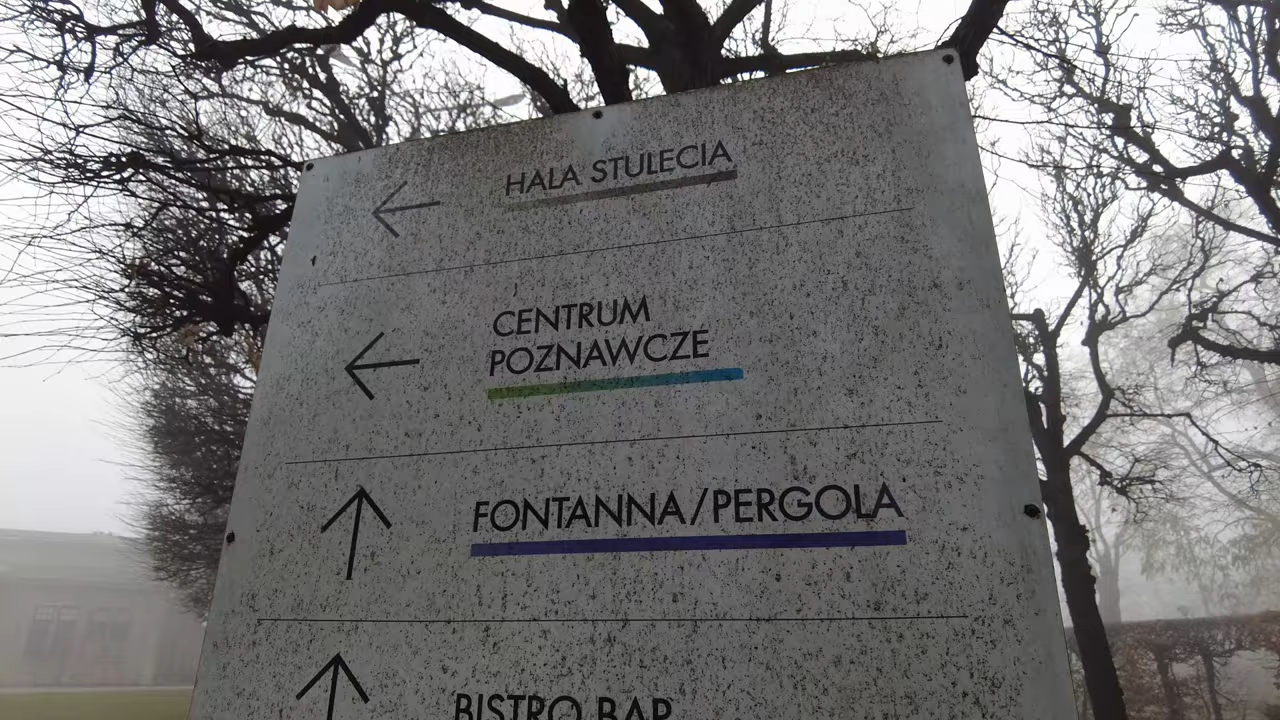 HALA STULECIA
CENTRUM
POZNAWCZE
FONTANNA/PERGOLA
BISTRO BAR